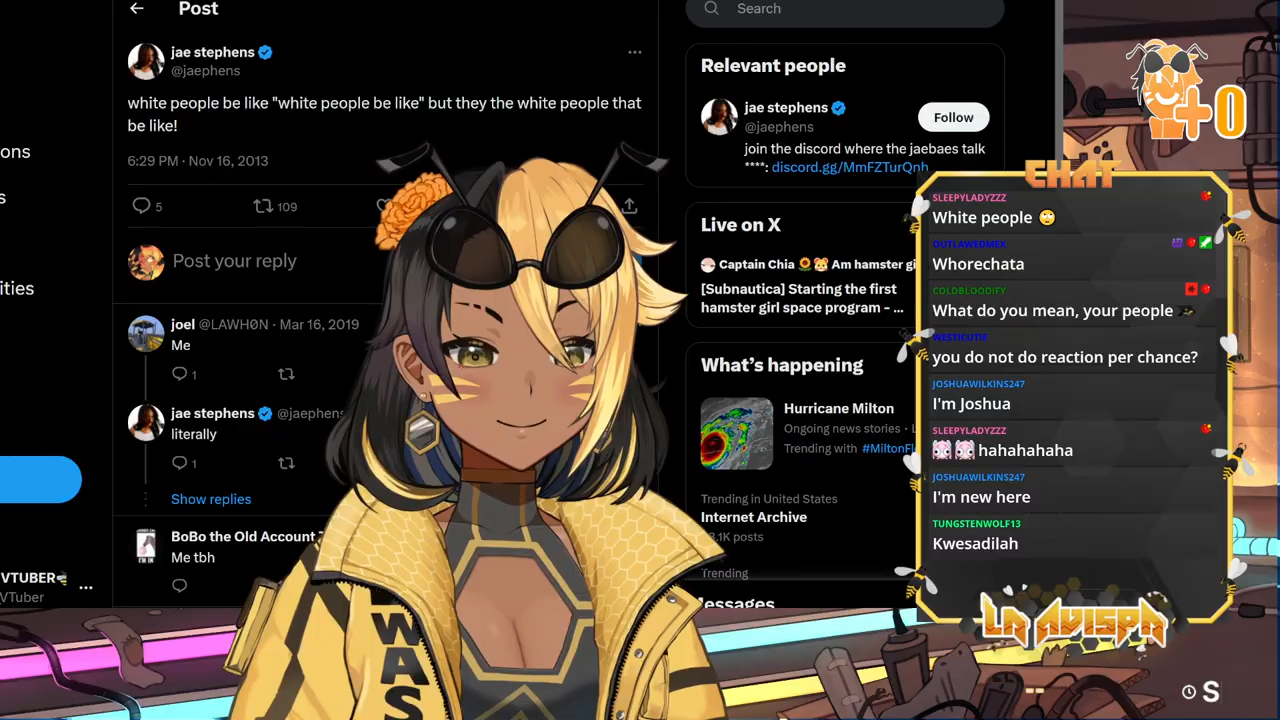 Post
Search
jae stephens
@jaephens
white people be like "white people be like" but they the white people that
be like!
6:29 PM · Nov 16, 2013
5
109
Post your reply
ons
s
ities
joel @LAWH0N · Mar 16, 2019
Me
1
jae stephens @jaephens
literally
1
Show replies
BoBo the Old Account
Me tbh
VTUBER
VTuber
Relevant people
jae stephens
@jaephens
Follow
join the discord where the jaebaes talk
****: discord.gg/MmFZTurQnh
Live on X
Captain Chia 🌻🐹 Am hamster gi
[Subnautica] Starting the first
hamster girl space program - ...
What's happening
Hurricane Milton
Ongoing news stories ·
Trending with #MiltonFl
Trending in United States
Internet Archive
Trending
Messages
+0
CHAT
SLEEPYLADYZZZ
White people 🙄
OUTLAWEDMEX
Whorechata
COLDBLOODIFY
What do you mean, your people
WESTICUTIE
you do not do reaction per chance?
JOSHUAWILKINS247
I'm Joshua
SLEEPYLADYZZZ
hahahahaha
JOSHUAWILKINS247
I'm new here
TUNGSTENWOLF13
Kwesadilah
LA AVISPA
WAS
S